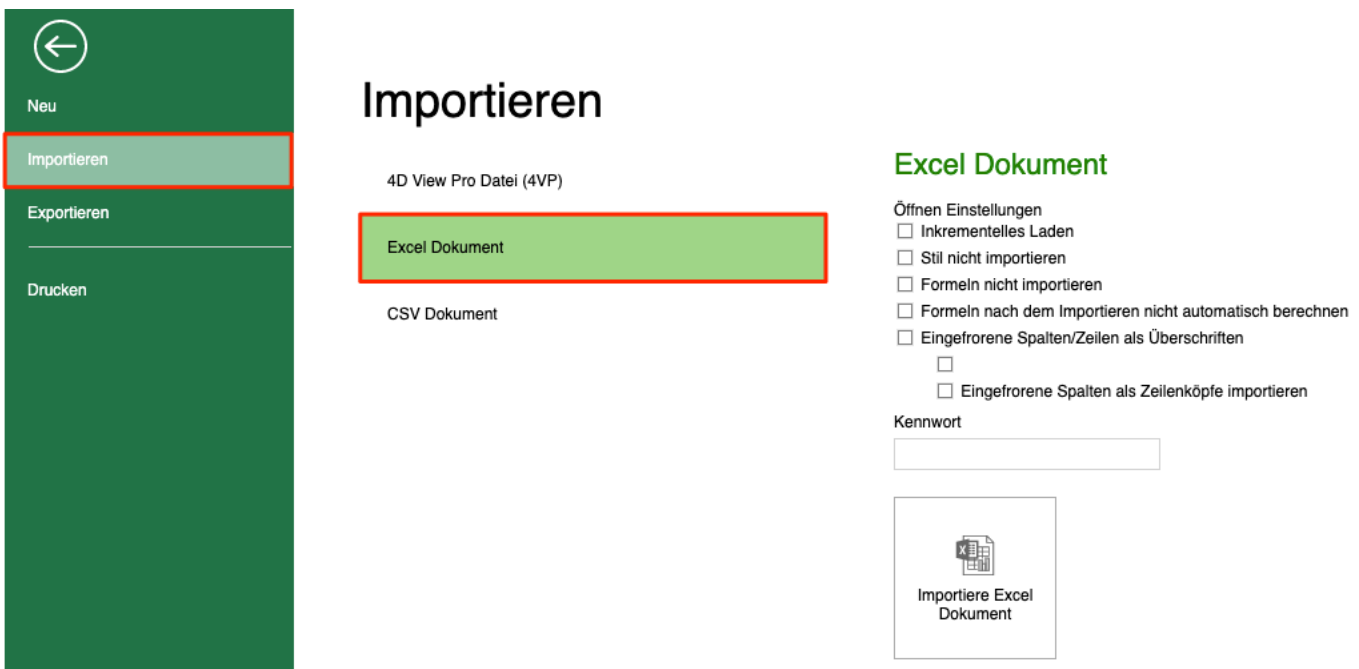 Neu
Importieren
Exportieren
Drucken
Importieren
4D View Pro Datei (4VP)
Excel Dokument
CSV Dokument
Excel Dokument
Öffnen Einstellungen
Inkrementelles Laden
Stil nicht importieren
Formeln nicht importieren
Formeln nach dem Importieren nicht automatisch berechnen
Eingefrorene Spalten/Zeilen als Überschriften
Eingefrorene Spalten als Zeilenköpfe importieren
Kennwort
Importiere Excel
Dokument